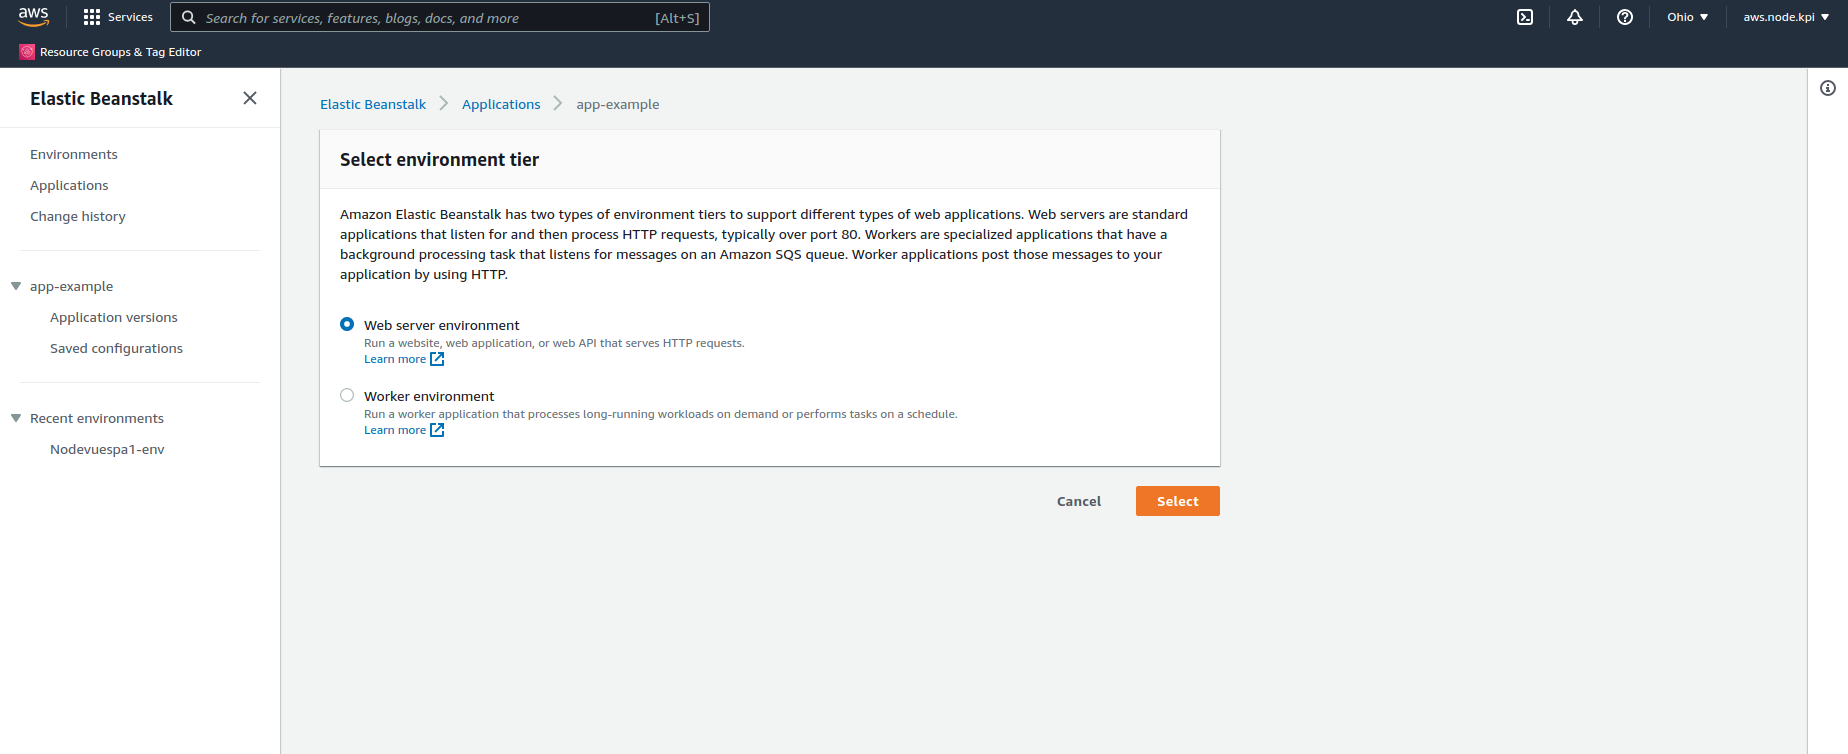 aws
Services
Search for services, features, blogs, docs, and more [Alt+S]
Ohio
aws.node.kpi
Resource Groups & Tag Editor
Elastic Beanstalk
Environments
Applications
Change history
app-example
Application versions
Saved configurations
Recent environments
Nodevuespa1-env
Elastic Beanstalk > Applications > app-example
Select environment tier
Amazon Elastic Beanstalk has two types of environment tiers to support different types of web applications. Web servers are standard
applications that listen for and then process HTTP requests, typically over port 80. Workers are specialized applications that have a
background processing task that listens for messages on an Amazon SQS queue. Worker applications post those messages to your
application by using HTTP.
Web server environment
Run a website, web application, or web API that serves HTTP requests.
Learn more
Worker environment
Run a worker application that processes long-running workloads on demand or performs tasks on a schedule.
Learn more
Cancel
Select